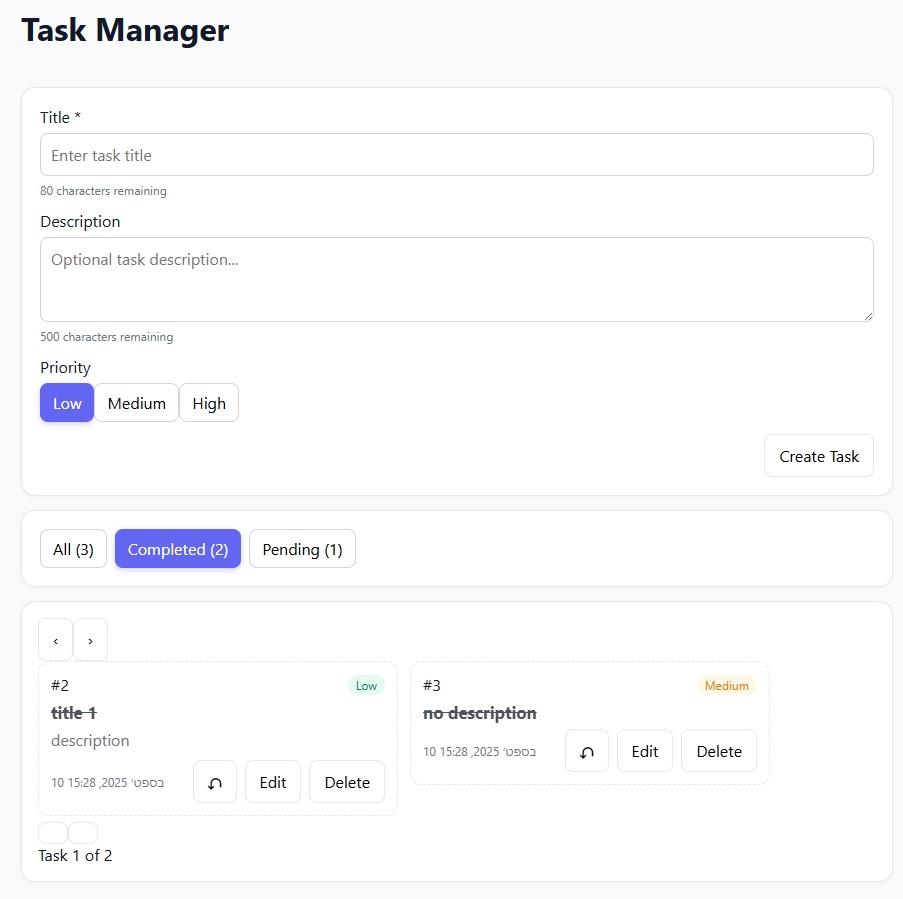 Task Manager
Title *
Enter task title
80 characters remaining
Description
Optional task description...
500 characters remaining
Priority
Low Medium High
Create Task
All (3) Completed (2) Pending (1)
‹ ›
#2 Low
title 1
description
10 בספט׳ 2025, 15:28 Edit Delete
#3 Medium
no description
10 בספט׳ 2025, 15:28 Edit Delete
Task 1 of 2